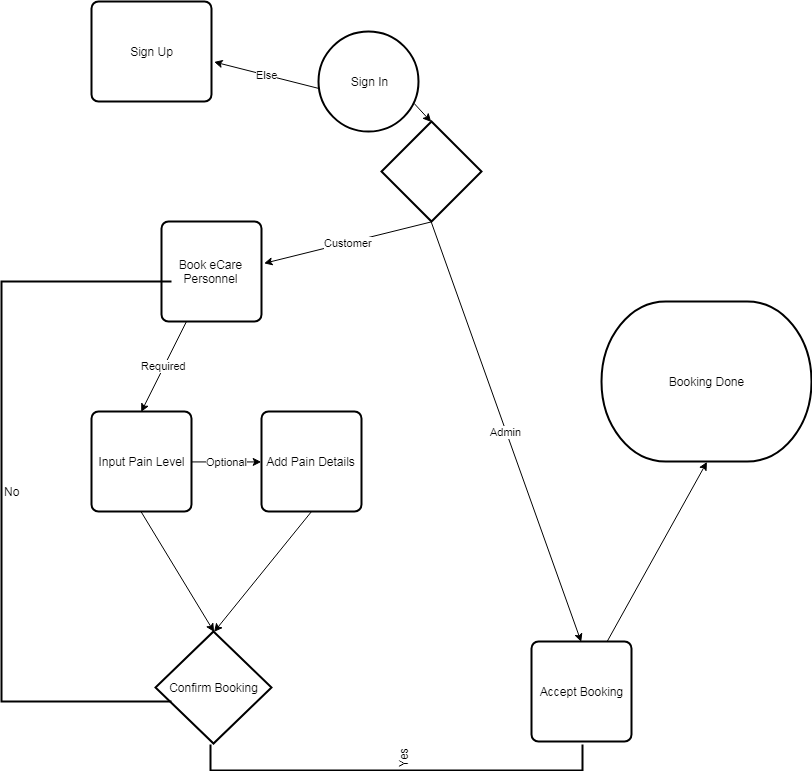 Sign Up
Else
Sign In
Customer
Book eCare
Personnel
Required
Booking Done
Admin
Input Pain Level
Optional
Add Pain Details
No
Confirm Booking
Accept Booking
Yes